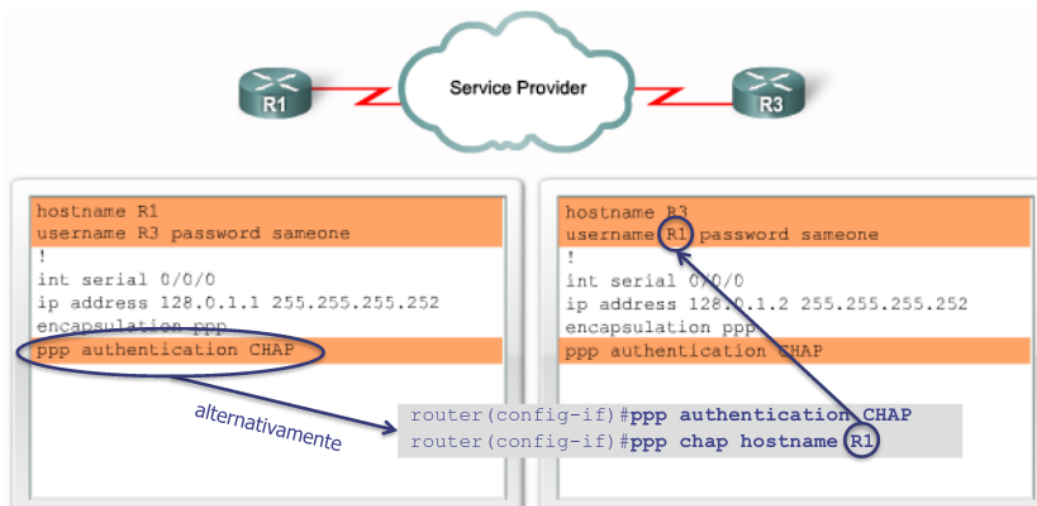 Service Provider
R1
R3
hostname R1
username R3 password sameone
!
int serial 0/0/0
ip address 128.0.1.1 255.255.255.252
encapsulation ppp
ppp authentication CHAP
hostname R3
username R1 password sameone
!
int serial 0/0/0
ip address 128.0.1.2 255.255.255.252
encapsulation ppp
ppp authentication CHAP
alternativamente
router(config-if)#ppp authentication CHAP
router(config-if)#ppp chap hostname R1